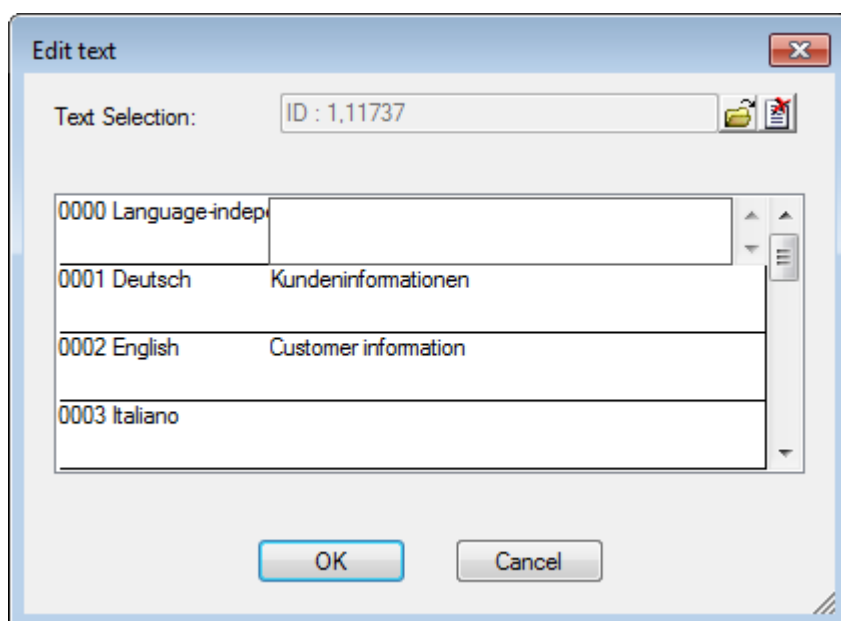 Edit text
Text Selection: ID : 1,11737
0000 Language-indep
0001 Deutsch Kundeninformationen
0002 English Customer information
0003 Italiano
OK Cancel